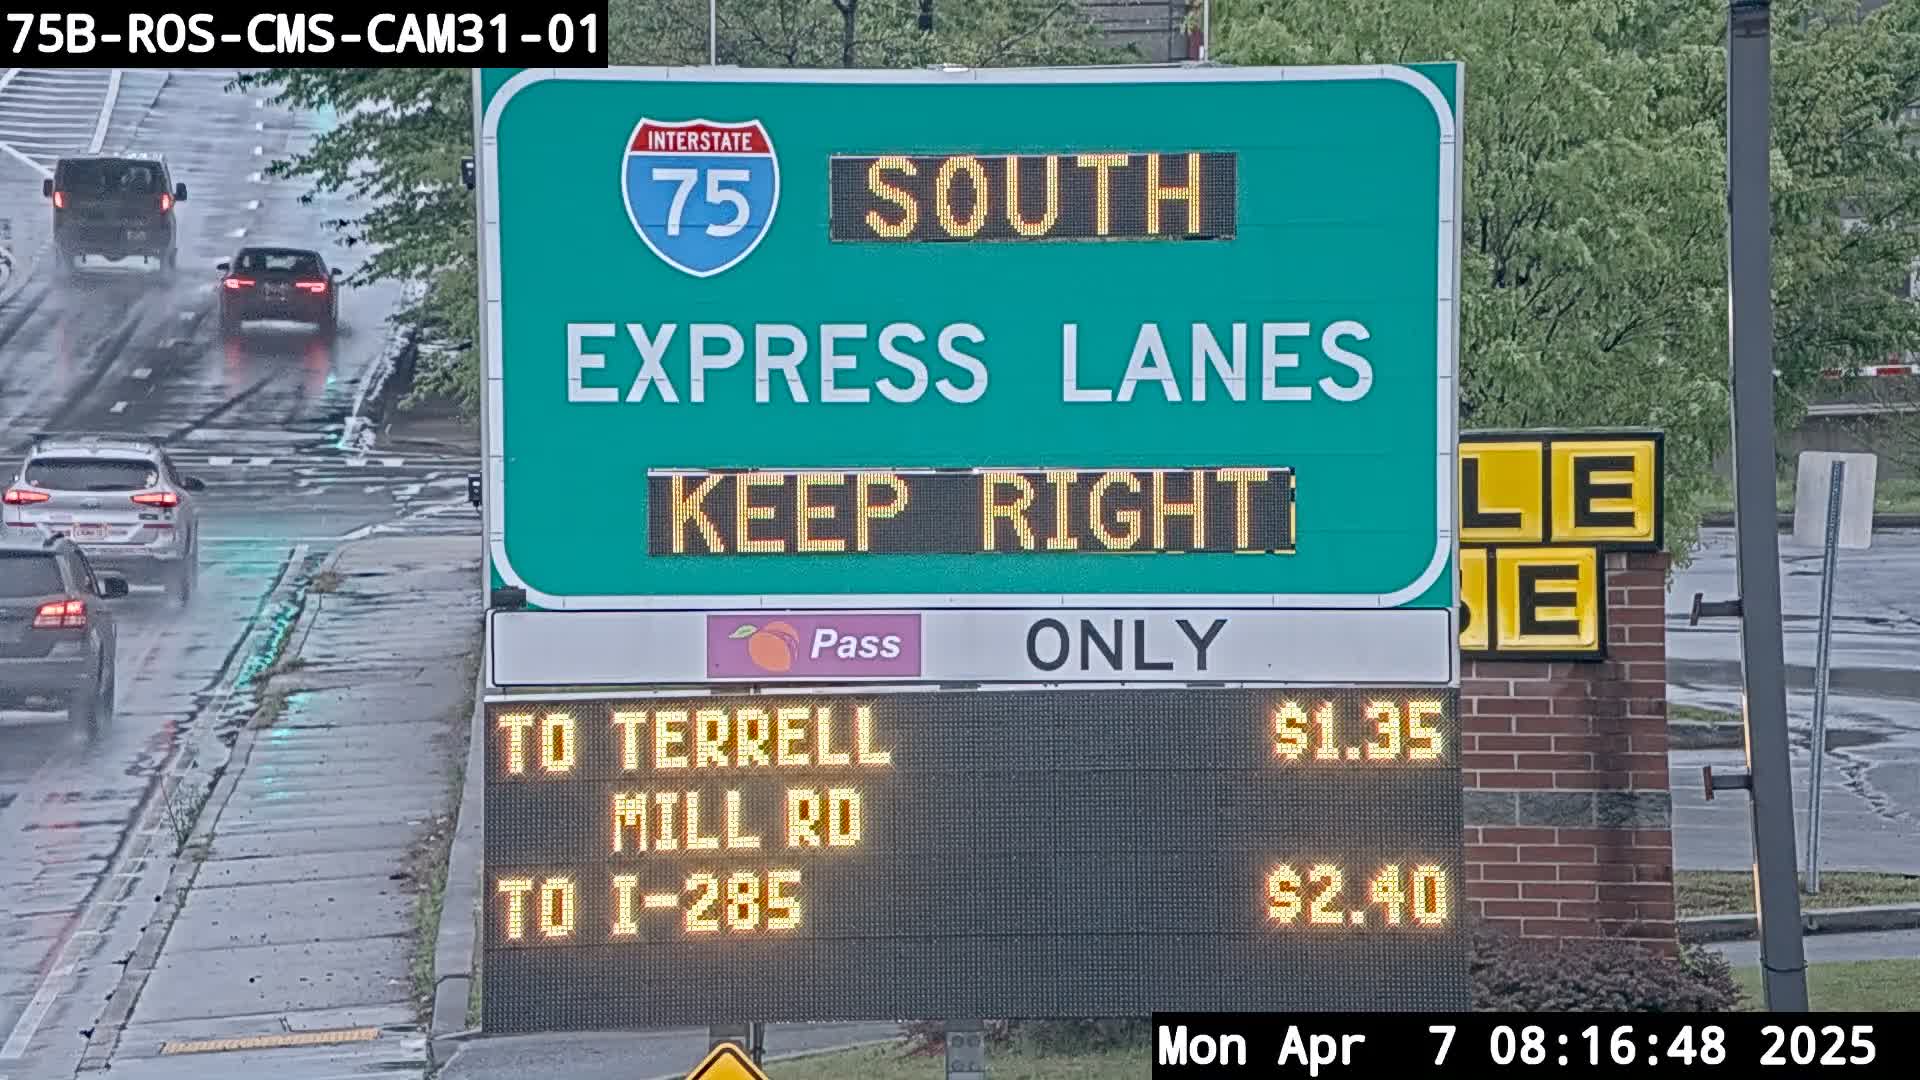 75B-ROS-CMS-CAM31-01
INTERSTATE
75
SOUTH
EXPRESS LANES
KEEP RIGHT
LE
E
Pass ONLY
TO TERRELL $1.35
MILL RD
TO I-285 $2.40
Mon Apr 7 08:16:48 2025